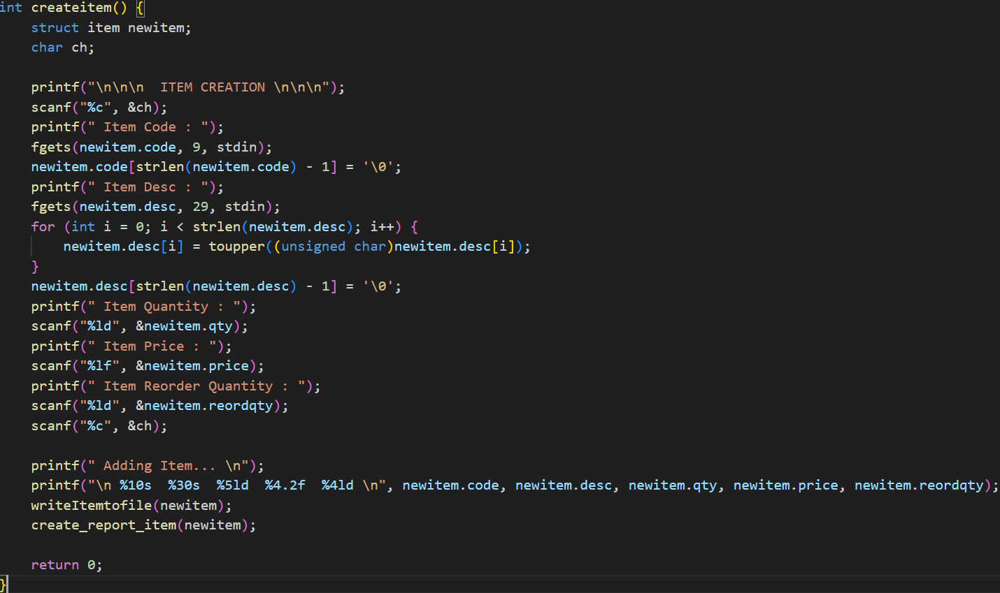 int createitem() {
    struct item newitem;
    char ch;

    printf("\n\n\n  ITEM CREATION \n\n\n");
    scanf("%c", &ch);
    printf(" Item Code : ");
    fgets(newitem.code, 9, stdin);
    newitem.code[strlen(newitem.code) - 1] = '\0';
    printf(" Item Desc : ");
    fgets(newitem.desc, 29, stdin);
    for (int i = 0; i < strlen(newitem.desc); i++) {
        newitem.desc[i] = toupper((unsigned char)newitem.desc[i]);
    }
    newitem.desc[strlen(newitem.desc) - 1] = '\0';
    printf(" Item Quantity : ");
    scanf("%ld", &newitem.qty);
    printf(" Item Price : ");
    scanf("%lf", &newitem.price);
    printf(" Item Reorder Quantity : ");
    scanf("%ld", &newitem.reordqty);
    scanf("%c", &ch);

    printf(" Adding Item... \n");
    printf("\n %10s  %30s  %5ld  %4.2f  %4ld \n", newitem.code, newitem.desc, newitem.qty, newitem.price, newitem.reordqty);
    writeItemtofile(newitem);
    create_report_item(newitem);

    return 0;
}